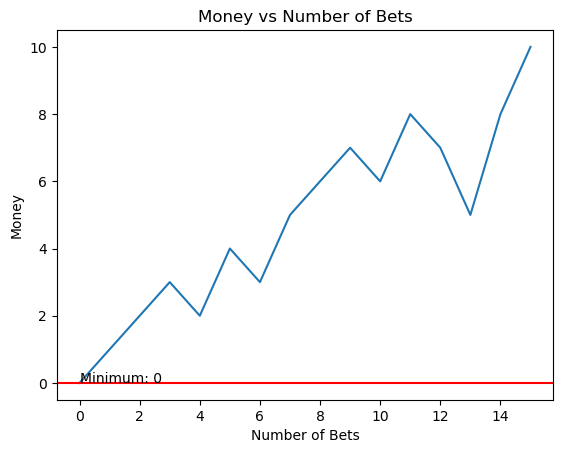 Money vs Number of Bets
10
8
6
4
2
0
Money
Minimum: 0
0 2 4 6 8 10 12 14
Number of Bets